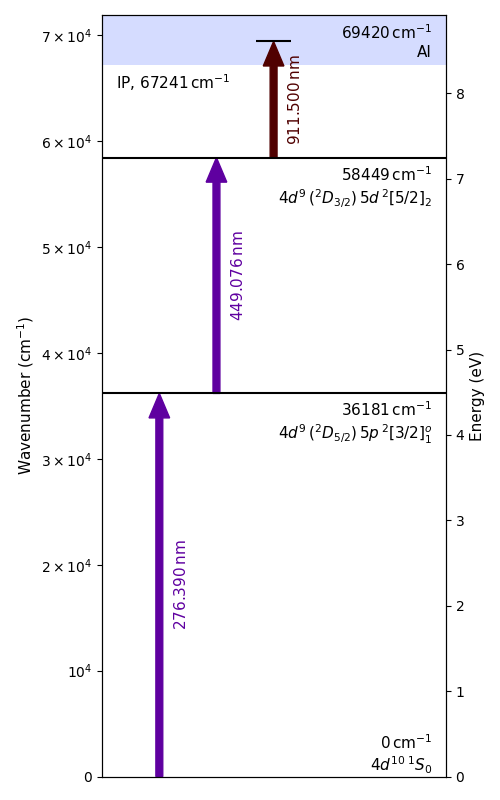 Wavenumber (cm⁻¹)
7 × 10⁴
6 × 10⁴
5 × 10⁴
4 × 10⁴
3 × 10⁴
2 × 10⁴
10⁴
0
69420 cm⁻¹
AI
IP, 67241 cm⁻¹
911.500 nm
58449 cm⁻¹
4d⁹ (²D₃/₂) 5d ²[5/2]₂
449.076 nm
36181 cm⁻¹
4d⁹ (²D₅/₂) 5p ²[3/2]₁ᵒ
276.390 nm
0 cm⁻¹
4d¹⁰ ¹S₀
8
7
6
5
4
3
2
1
0
Energy (eV)